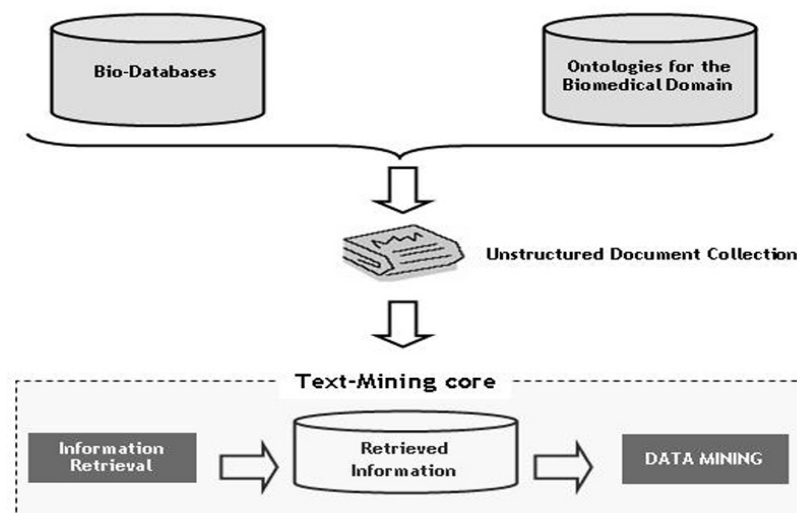 Bio-Databases
Ontologies for the
Biomedical Domain
Unstructured Document Collection
Text-Mining core
Information
Retrieval
Retrieved
Information
DATA MINING